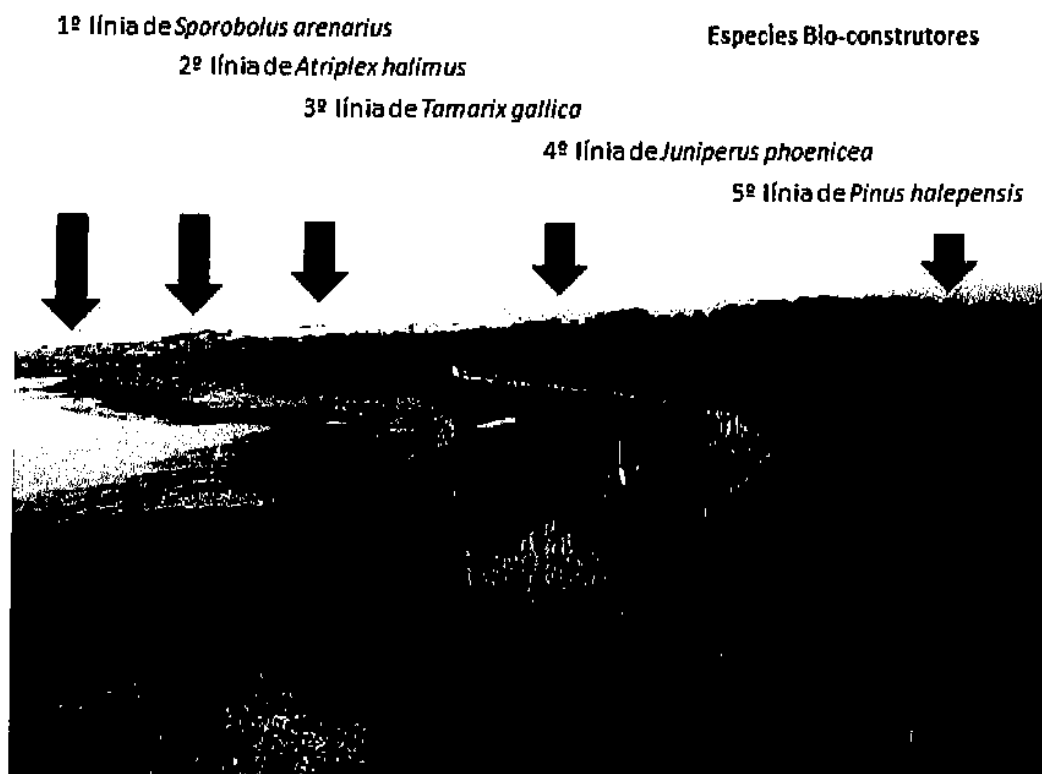 1º línia de Sporobolus arenarius
Especies Bio-construtores
2º línia de Atriplex halimus
3º línia de Tamarix gallica
4º línia de Juniperus phoenicea
5º línia de Pinus halepensis